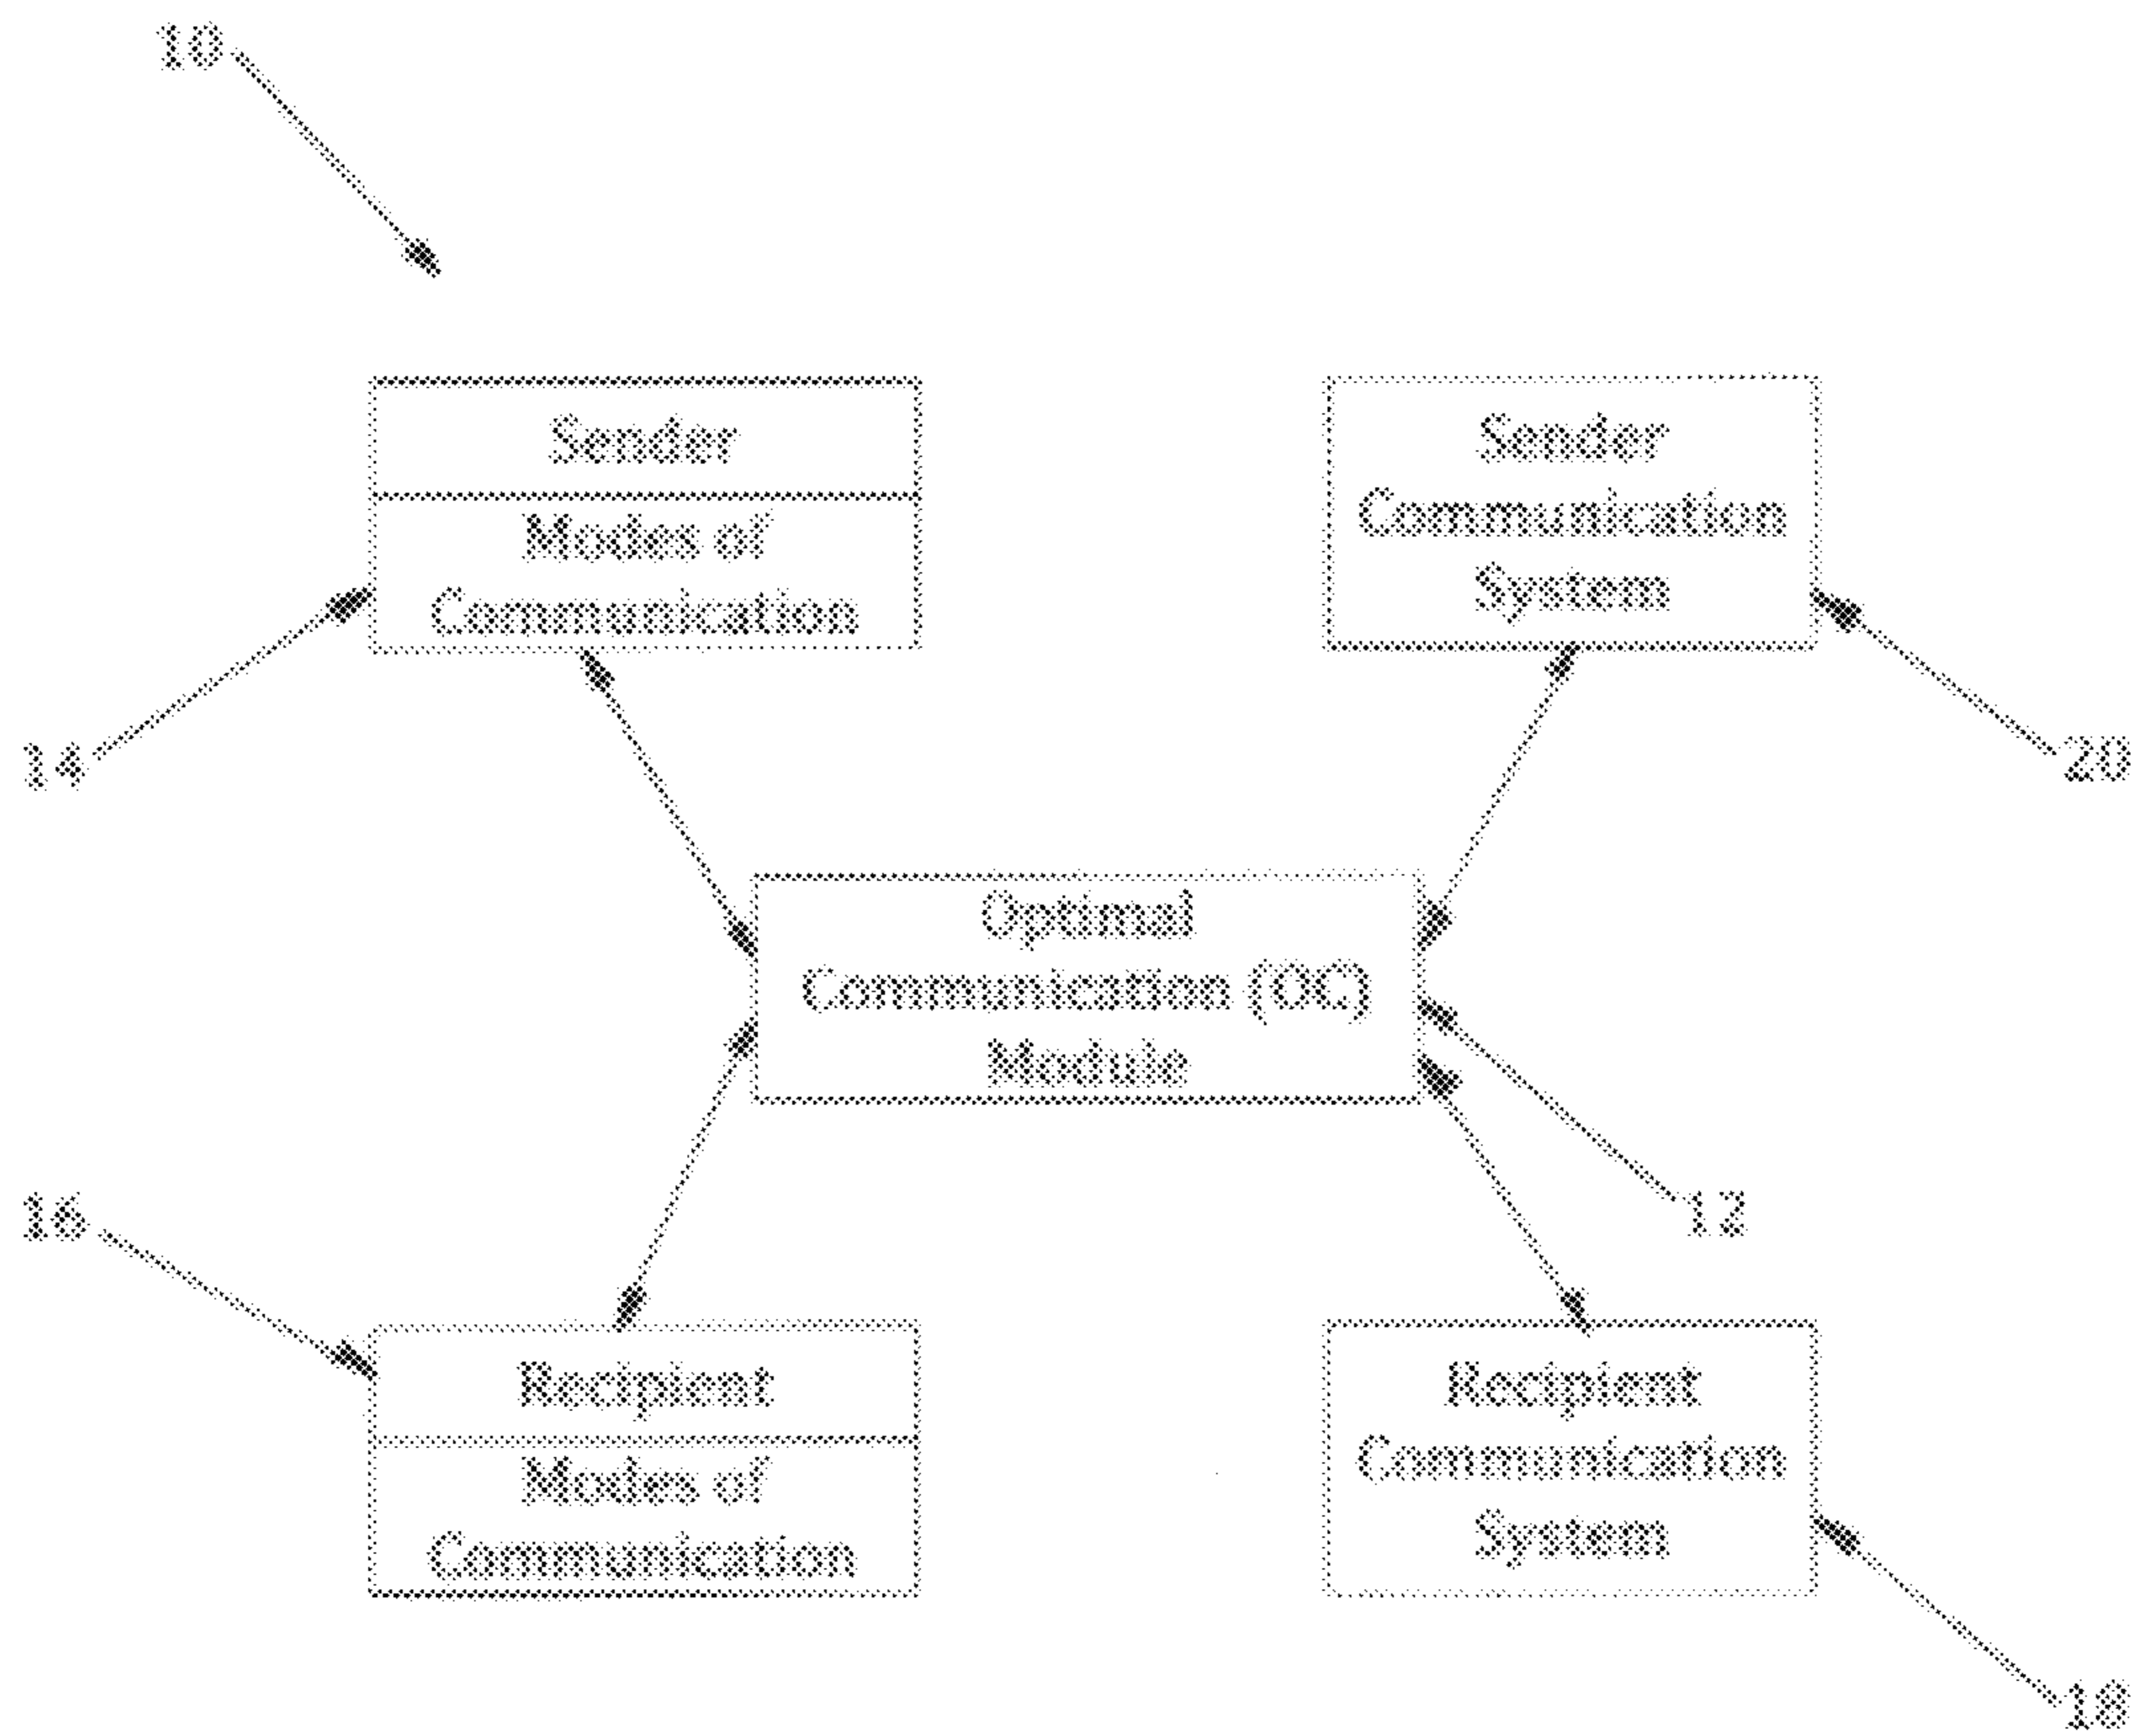 10
Sender
Modes of
Communication
Sender
Communication
System
14
20
Optimal
Communication (OC)
Module
16
12
Recipient
Modes of
Communication
Recipient
Communication
System
18